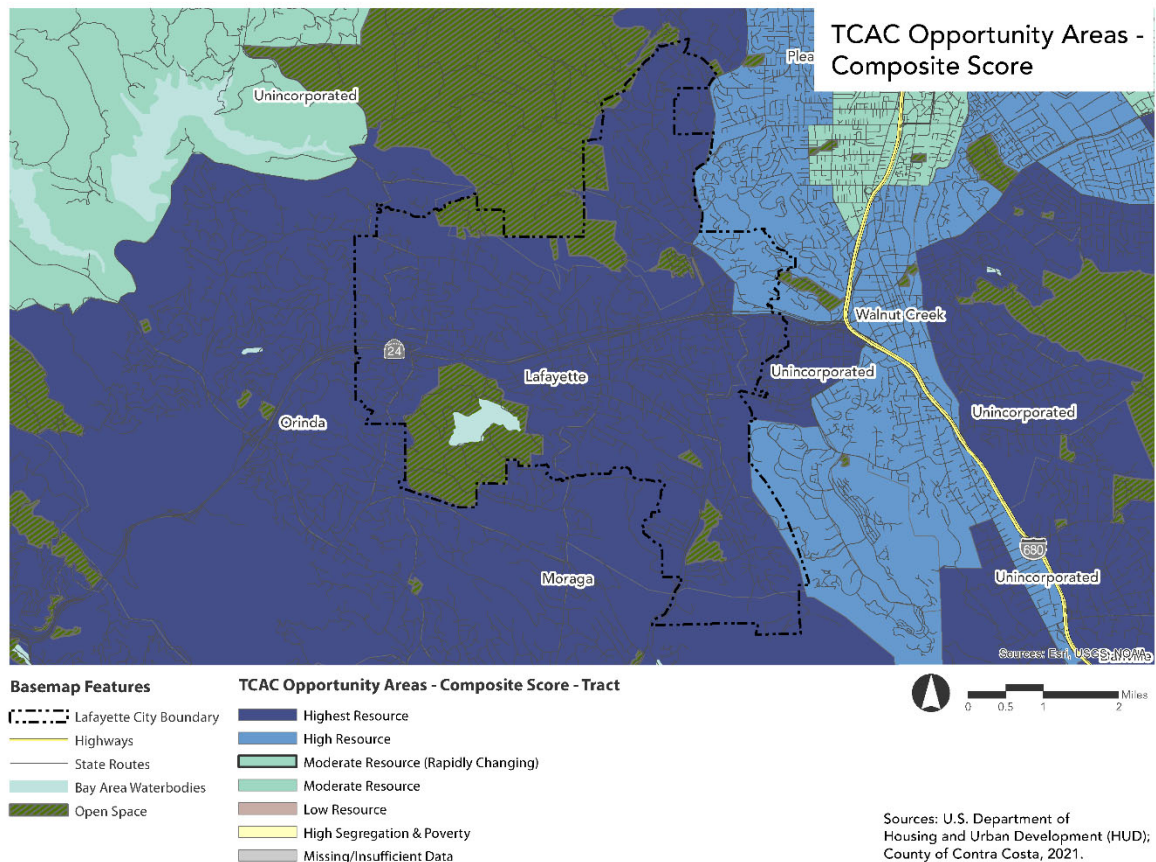 TCAC Opportunity Areas -
Composite Score
Plea
Unincorporated
Walnut Creek
24
Lafayette
Unincorporated
Orinda
Unincorporated
680
Moraga
Unincorporated
Sources: Esri, USGS, NOAA
Basemap Features
Lafayette City Boundary
Highways
State Routes
Bay Area Waterbodies
Open Space
TCAC Opportunity Areas - Composite Score - Tract
Highest Resource
High Resource
Moderate Resource (Rapidly Changing)
Moderate Resource
Low Resource
High Segregation & Poverty
Missing/Insufficient Data
Miles
0 0.5 1 2
Sources: U.S. Department of
Housing and Urban Development (HUD);
County of Contra Costa, 2021.